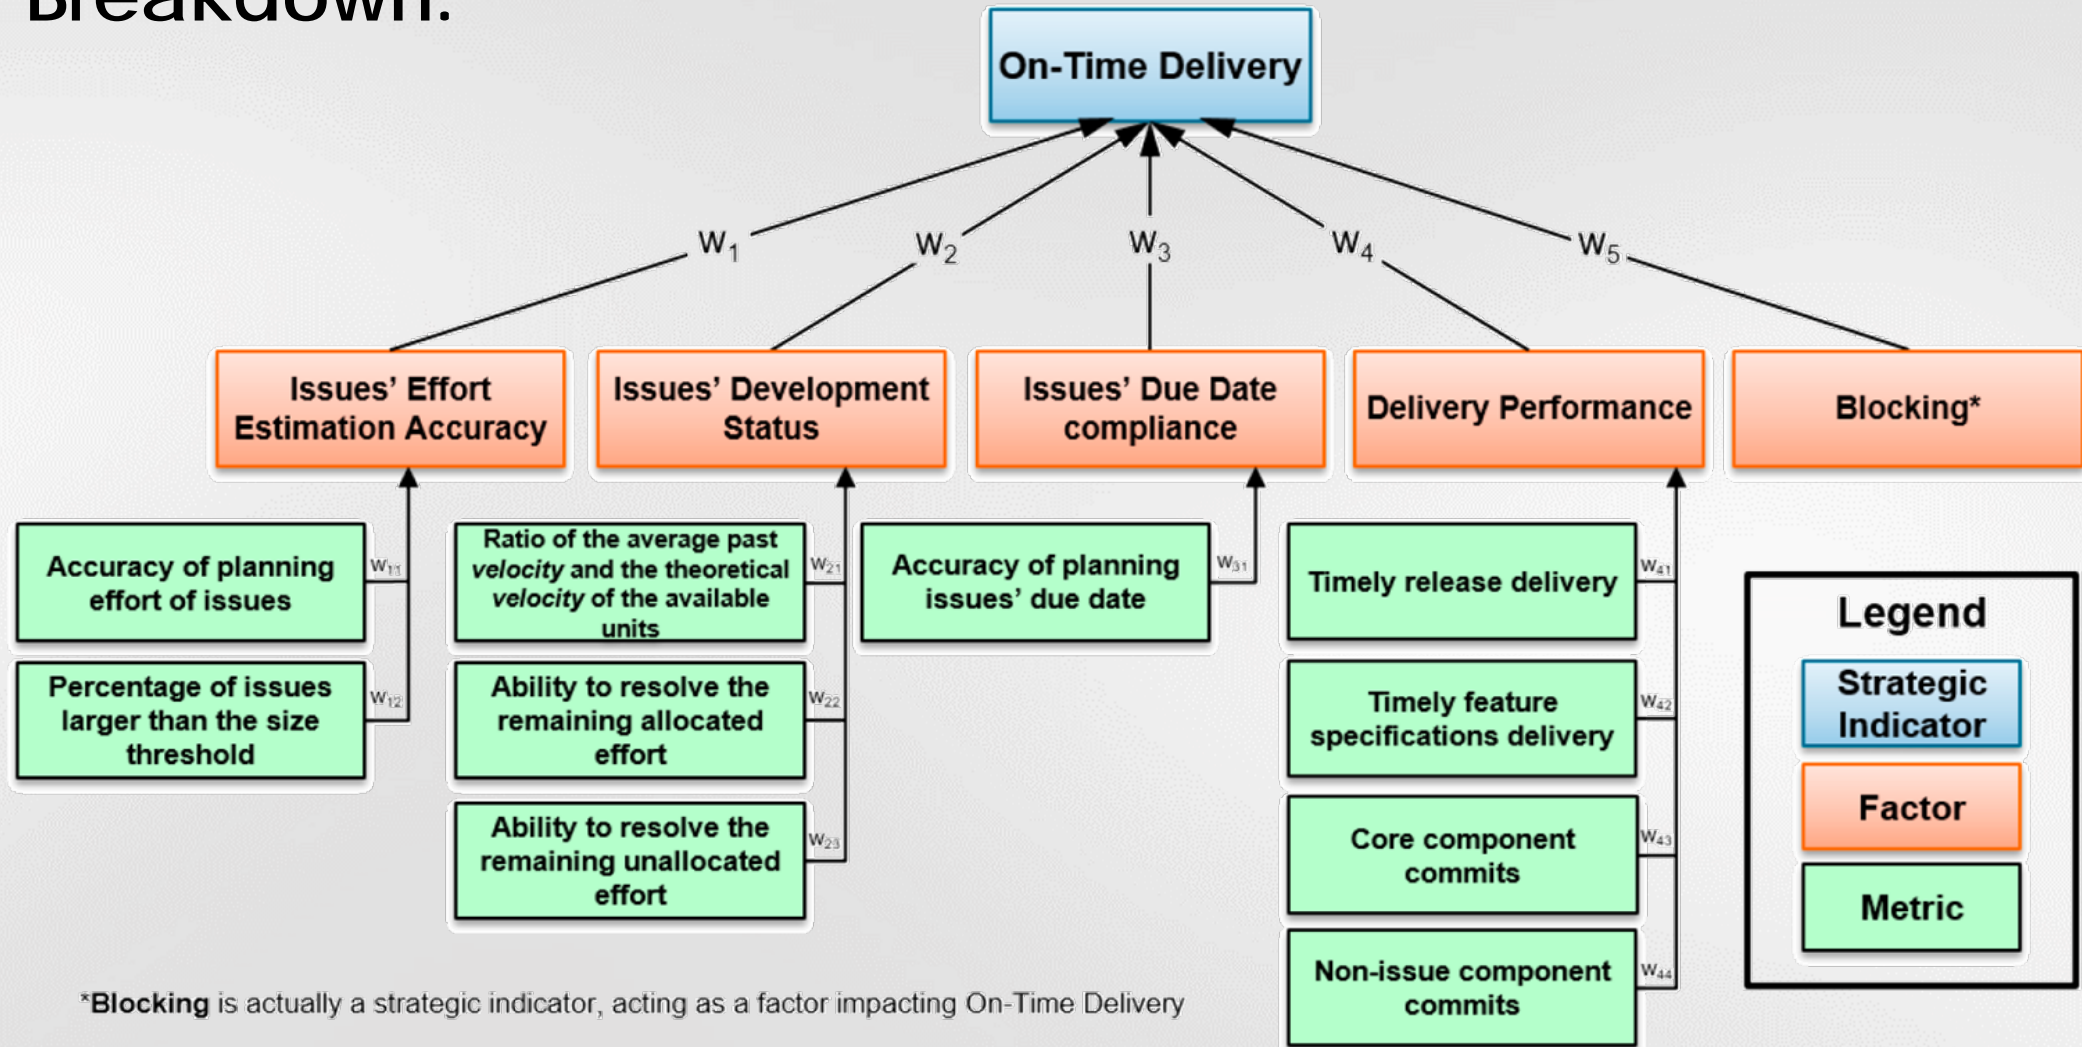 Breakdown:
On-Time Delivery
W1
W2
W3
W4
W5
Issues’ Effort
Estimation Accuracy
Issues’ Development
Status
Issues’ Due Date
compliance
Delivery Performance
Blocking*
Accuracy of planning
effort of issues
W11
Percentage of issues
larger than the size
threshold
W12
Ratio of the average past
velocity and the theoretical
velocity of the available
units
W21
Ability to resolve the
remaining allocated
effort
W22
Ability to resolve the
remaining unallocated
effort
W23
Accuracy of planning
issues’ due date
W31
Timely release delivery
W41
Timely feature
specifications delivery
W42
Core component
commits
W43
Non-issue component
commits
W44
Legend
Strategic
Indicator
Factor
Metric
*Blocking is actually a strategic indicator, acting as a factor impacting On-Time Delivery